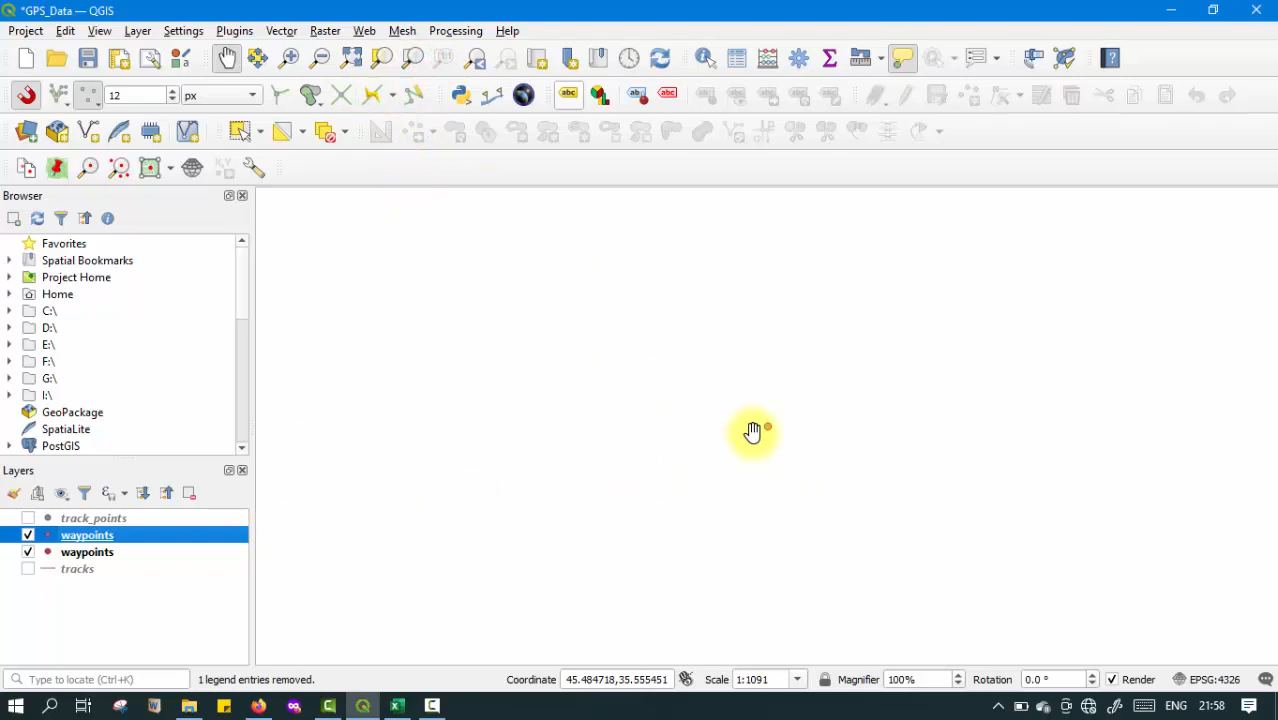 *GPS_Data — QGIS
Project Edit View Layer Settings Plugins Vector Raster Web Mesh Processing Help
12 px abc abc abc
X,Y
Browser
Favorites
Spatial Bookmarks
Project Home
Home
C:\
D:\
E:\
F:\
G:\
I:\
GeoPackage
SpatiaLite
PostGIS
Layers
track_points
waypoints
waypoints
tracks
Type to locate (Ctrl+K) 1 legend entries removed. Coordinate 45.484718,35.555451 Scale 1:1091 Magnifier 100% Rotation 0.0 ° Render EPSG:4326
ENG 21:58